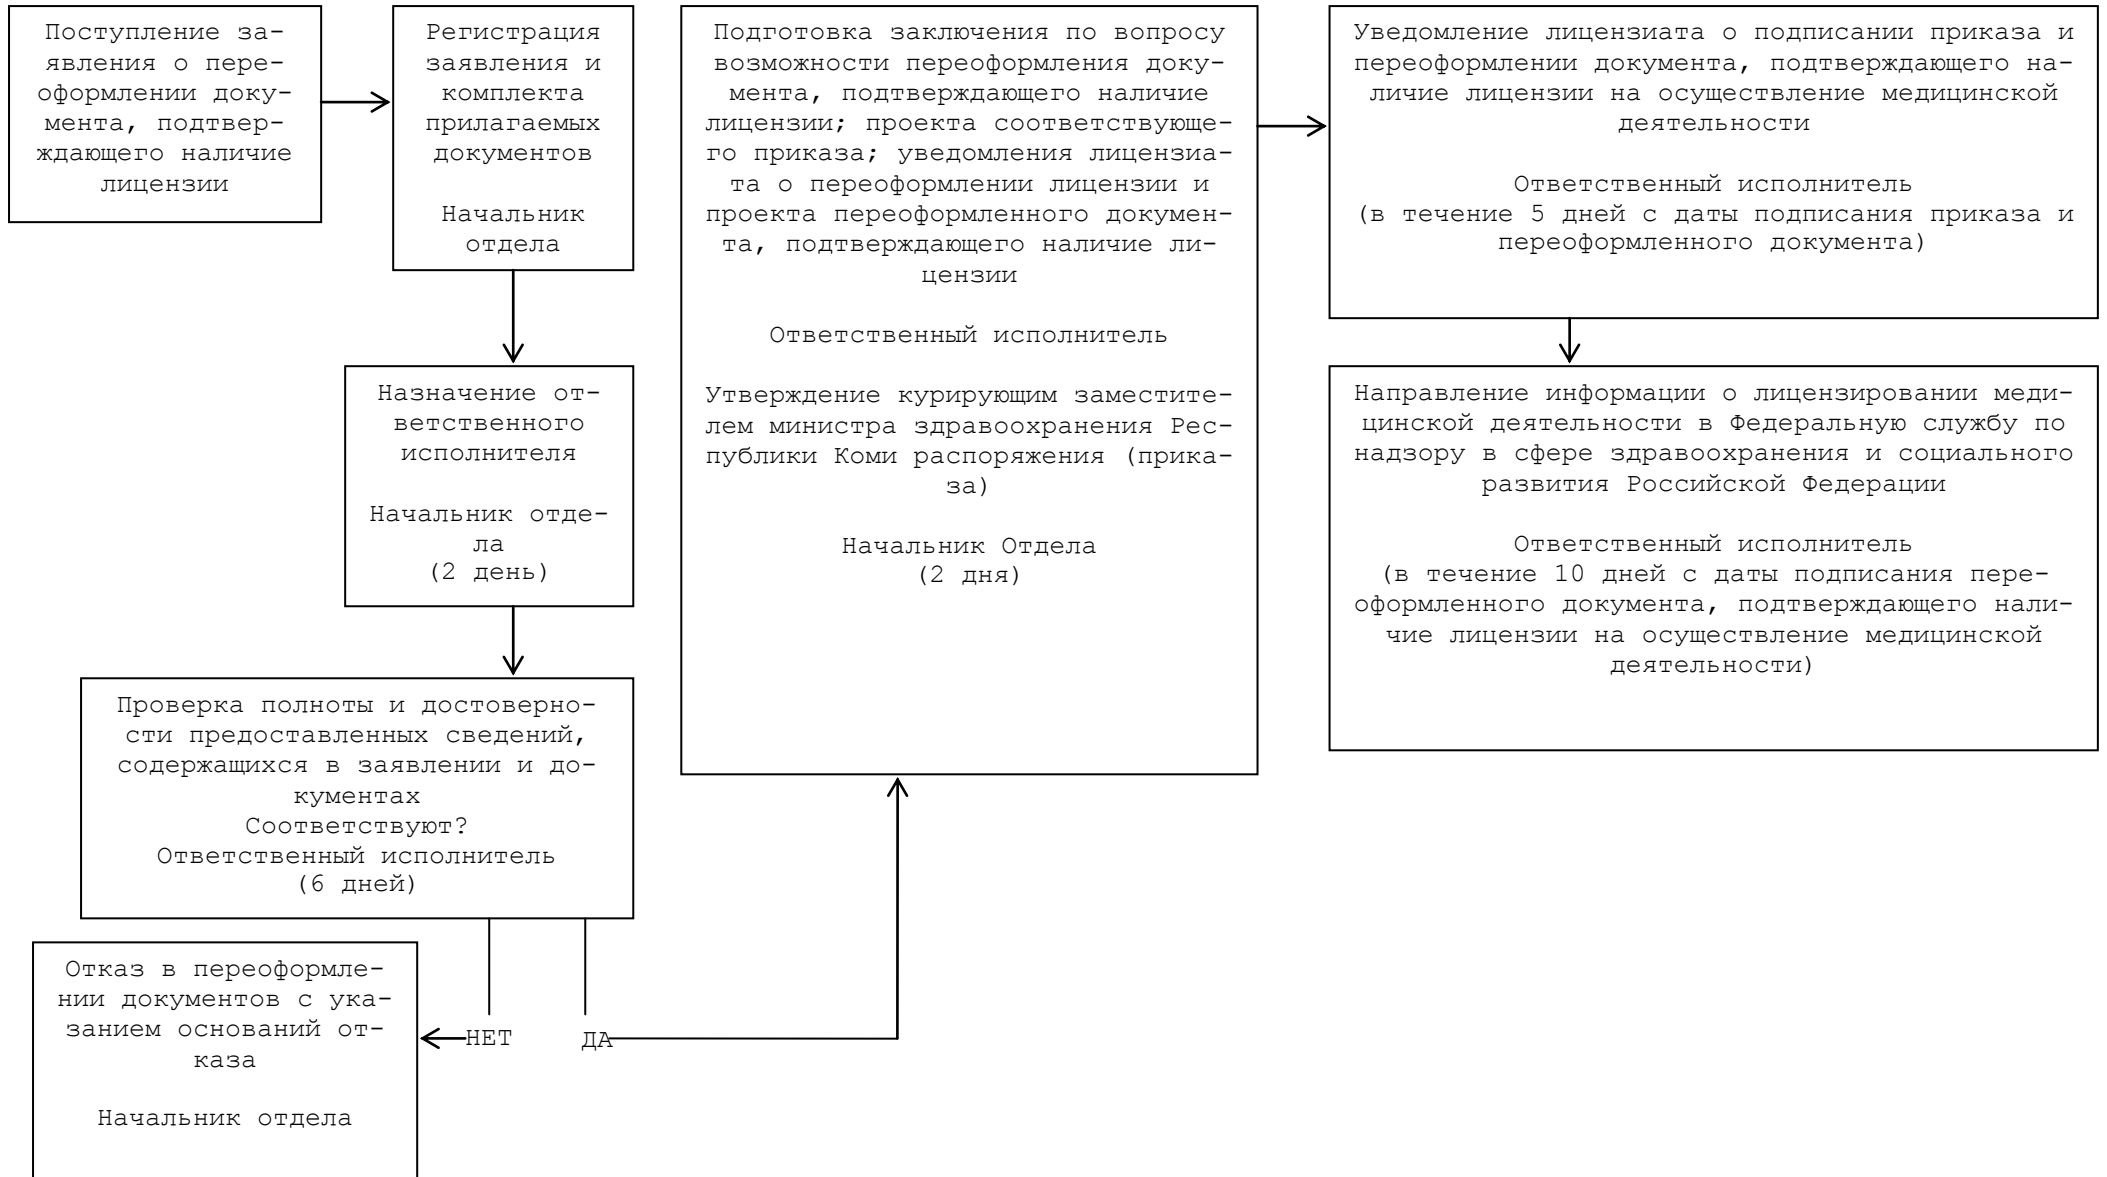 Поступление за-
явления о пере-
оформлении доку-
мента, подтвер-
ждающего наличие
лицензии
Регистрация
заявления и
комплекта
прилагаемых
документов
Начальник
отдела
Назначение от-
ветственного
исполнителя
Начальник отде-
ла
(2 день)
Проверка полноты и достоверно-
сти предоставленных сведений,
содержащихся в заявлении и до-
кументах
Соответствуют?
Ответственный исполнитель
(6 дней)
НЕТ
ДА
Отказ в переоформле-
нии документов с ука-
занием оснований от-
каза
Начальник отдела
Подготовка заключения по вопросу
возможности переоформления доку-
мента, подтверждающего наличие
лицензии; проекта соответствующе-
го приказа; уведомления лицензиа-
та о переоформлении лицензии и
проекта переоформленного докумен-
та, подтверждающего наличие ли-
цензии
Ответственный исполнитель
Утверждение курирующим заместите-
лем министра здравоохранения Рес-
публики Коми распоряжения (прика-
за)
Начальник Отдела
(2 дня)
Уведомление лицензиата о подписании приказа и
переоформлении документа, подтверждающего на-
личие лицензии на осуществление медицинской
деятельности
Ответственный исполнитель
(в течение 5 дней с даты подписания приказа и
переоформленного документа)
Направление информации о лицензировании меди-
цинской деятельности в Федеральную службу по
надзору в сфере здравоохранения и социального
развития Российской Федерации
Ответственный исполнитель
(в течение 10 дней с даты подписания пере-
оформленного документа, подтверждающего нали-
чие лицензии на осуществление медицинской
деятельности)